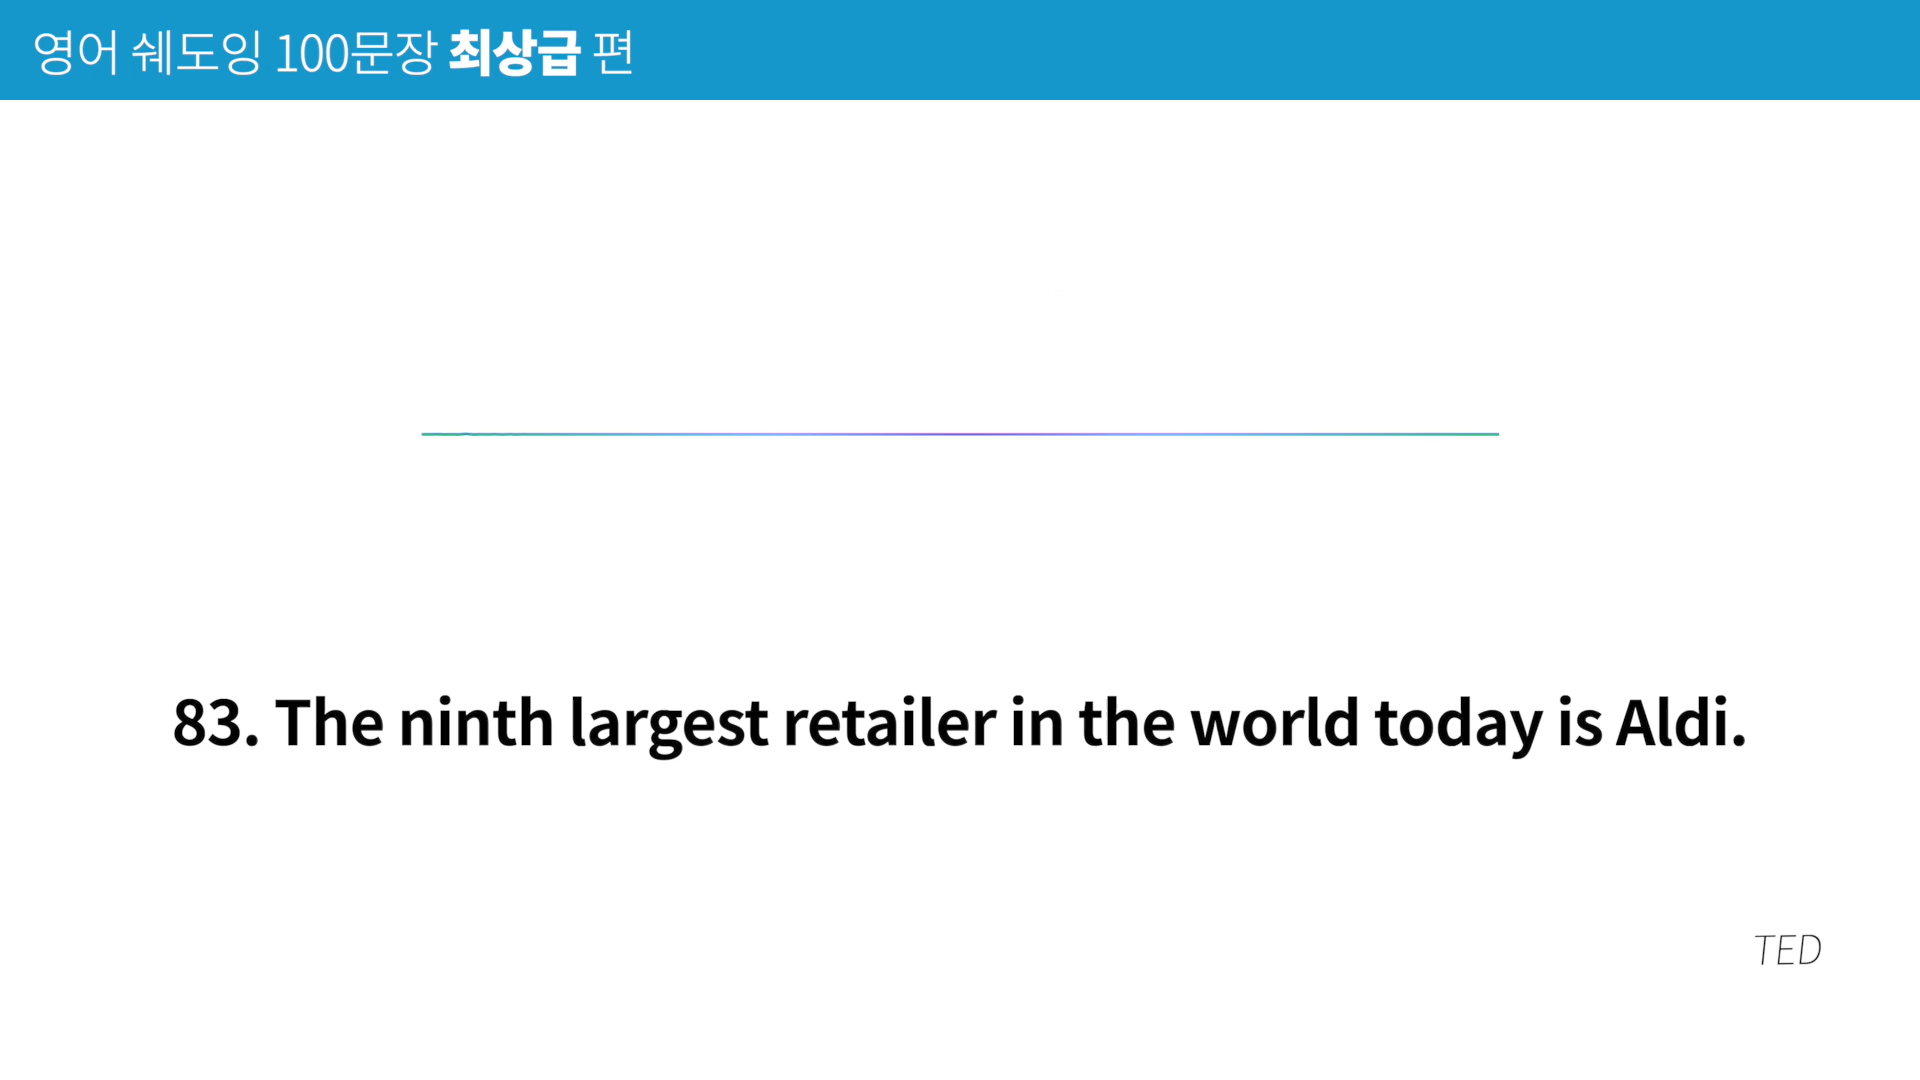 영어 쉐도잉 100문장 최상급 편
83. The ninth largest retailer in the world today is Aldi.
TED